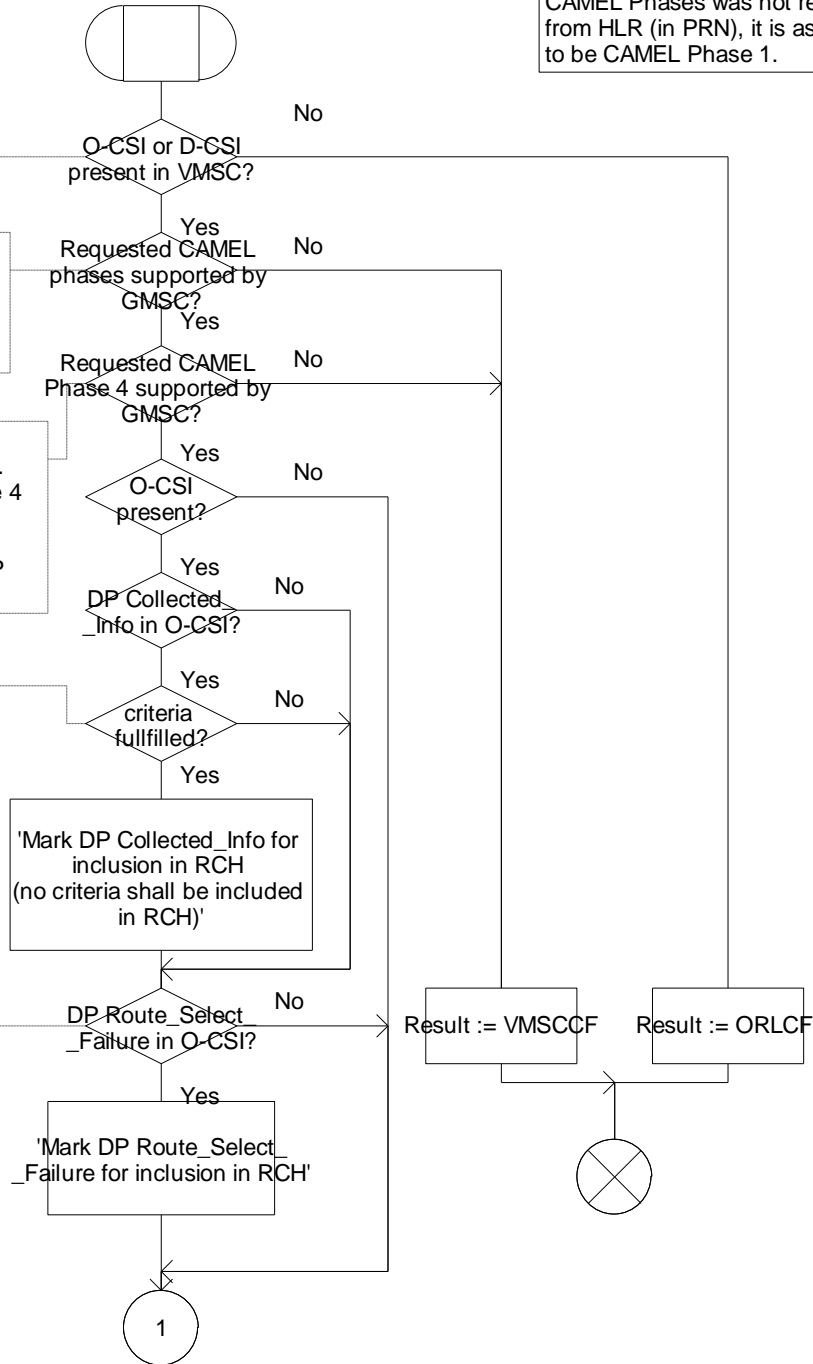 CAMEL Phases was not re
from HLR (in PRN), it is as
to be CAMEL Phase 1.
No
O-CSI or D-CSI
present in VMSC?
Yes
No
Requested CAMEL
phases supported by
GMSC?
Yes
No
Requested CAMEL
Phase 4 supported by
GMSC?
Yes
No
4
O-CSI
present?
Yes
No
DP Collected_
_Info in O-CSI?
Yes
No
criteria
fullfilled?
Yes
'Mark DP Collected_Info for
inclusion in RCH
(no criteria shall be included
in RCH)'
No
DP Route_Select_
_Failure in O-CSI?
Result := VMSCCF
Result := ORLCF
Yes
'Mark DP Route_Select_
_Failure for inclusion in RCH'
1